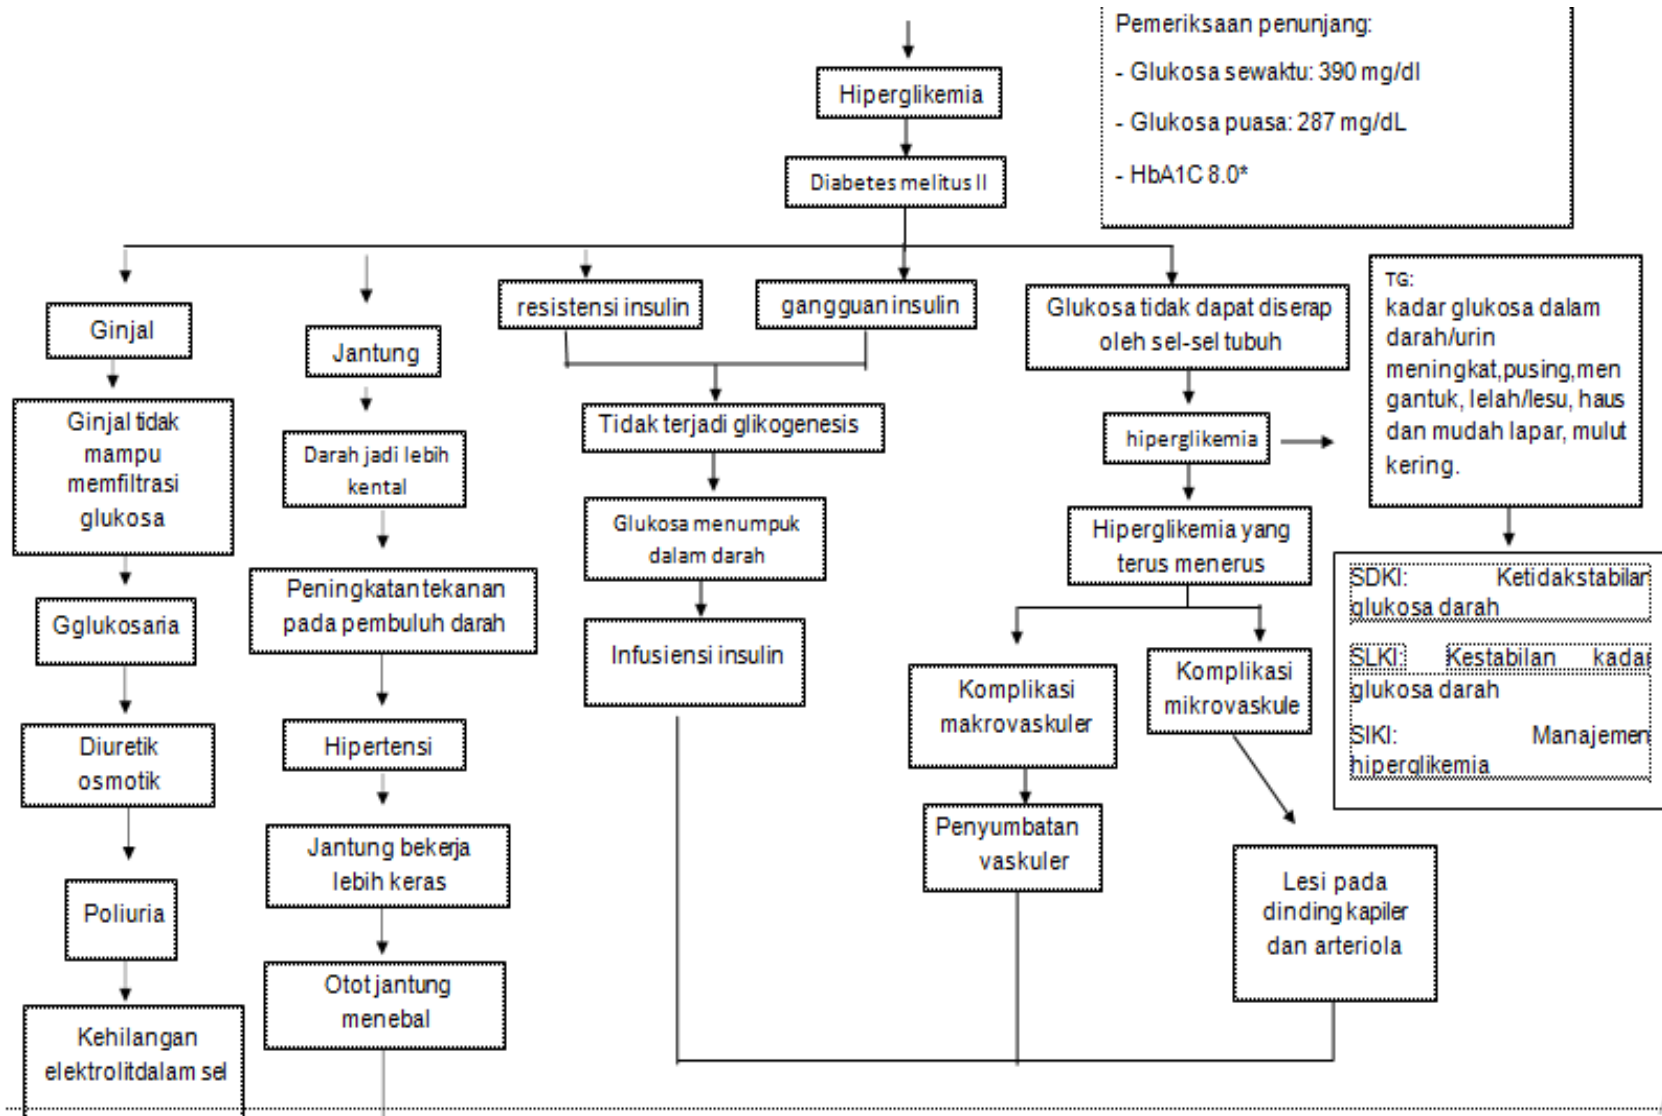 Pemeriksaan penunjang:
- Glukosa sewaktu: 390 mg/dl
- Glukosa puasa: 287 mg/dL
- HbA1C 8.0*
Hiperglikemia
Diabetes melitus II
Ginjal
Ginjal tidak
mampu
memfiltrasi
glukosa
Gglukosaria
Diuretik
osmotik
Poliuria
Kehilangan
elektrolitdalam sel
Jantung
Darah jadi lebih
kental
Peningkatan tekanan
pada pembuluh darah
Hipertensi
Jantung bekerja
lebih keras
Otot jantung
menebal
resistensi insulin
gangguan insulin
Tidak terjadi glikogenesis
Glukosa menumpuk
dalam darah
Infusiensi insulin
Glukosa tidak dapat diserap
oleh sel-sel tubuh
hiperglikemia
Hiperglikemia yang
terus menerus
Komplikasi
makrovaskuler
Penyumbatan
vaskuler
Komplikasi
mikrovaskule
Lesi pada
dinding kapiler
dan arteriola
TG:
kadar glukosa dalam
darah/urin
meningkat,pusing,men
gantuk, lelah/lesu, haus
dan mudah lapar, mulut
kering.
SDKI: Ketidakstabilan
glukosa darah
SLKI: Kestabilan kadar
glukosa darah
SIKI: Manajemen
hiperglikemia